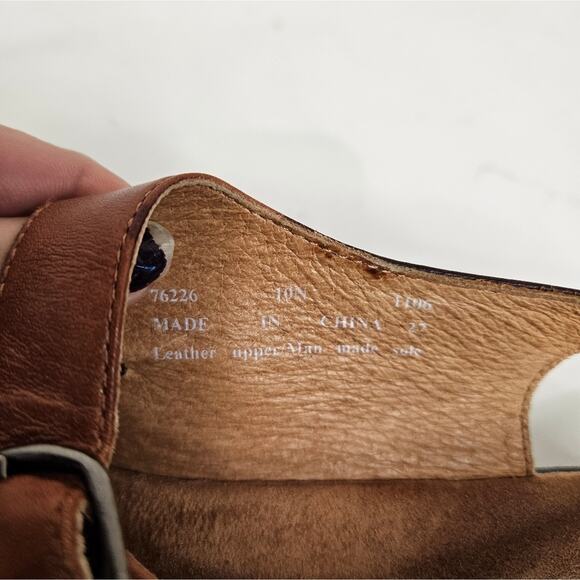 76226 10N 1106
MADE IN CHINA 27
Leather upper/Man made sole